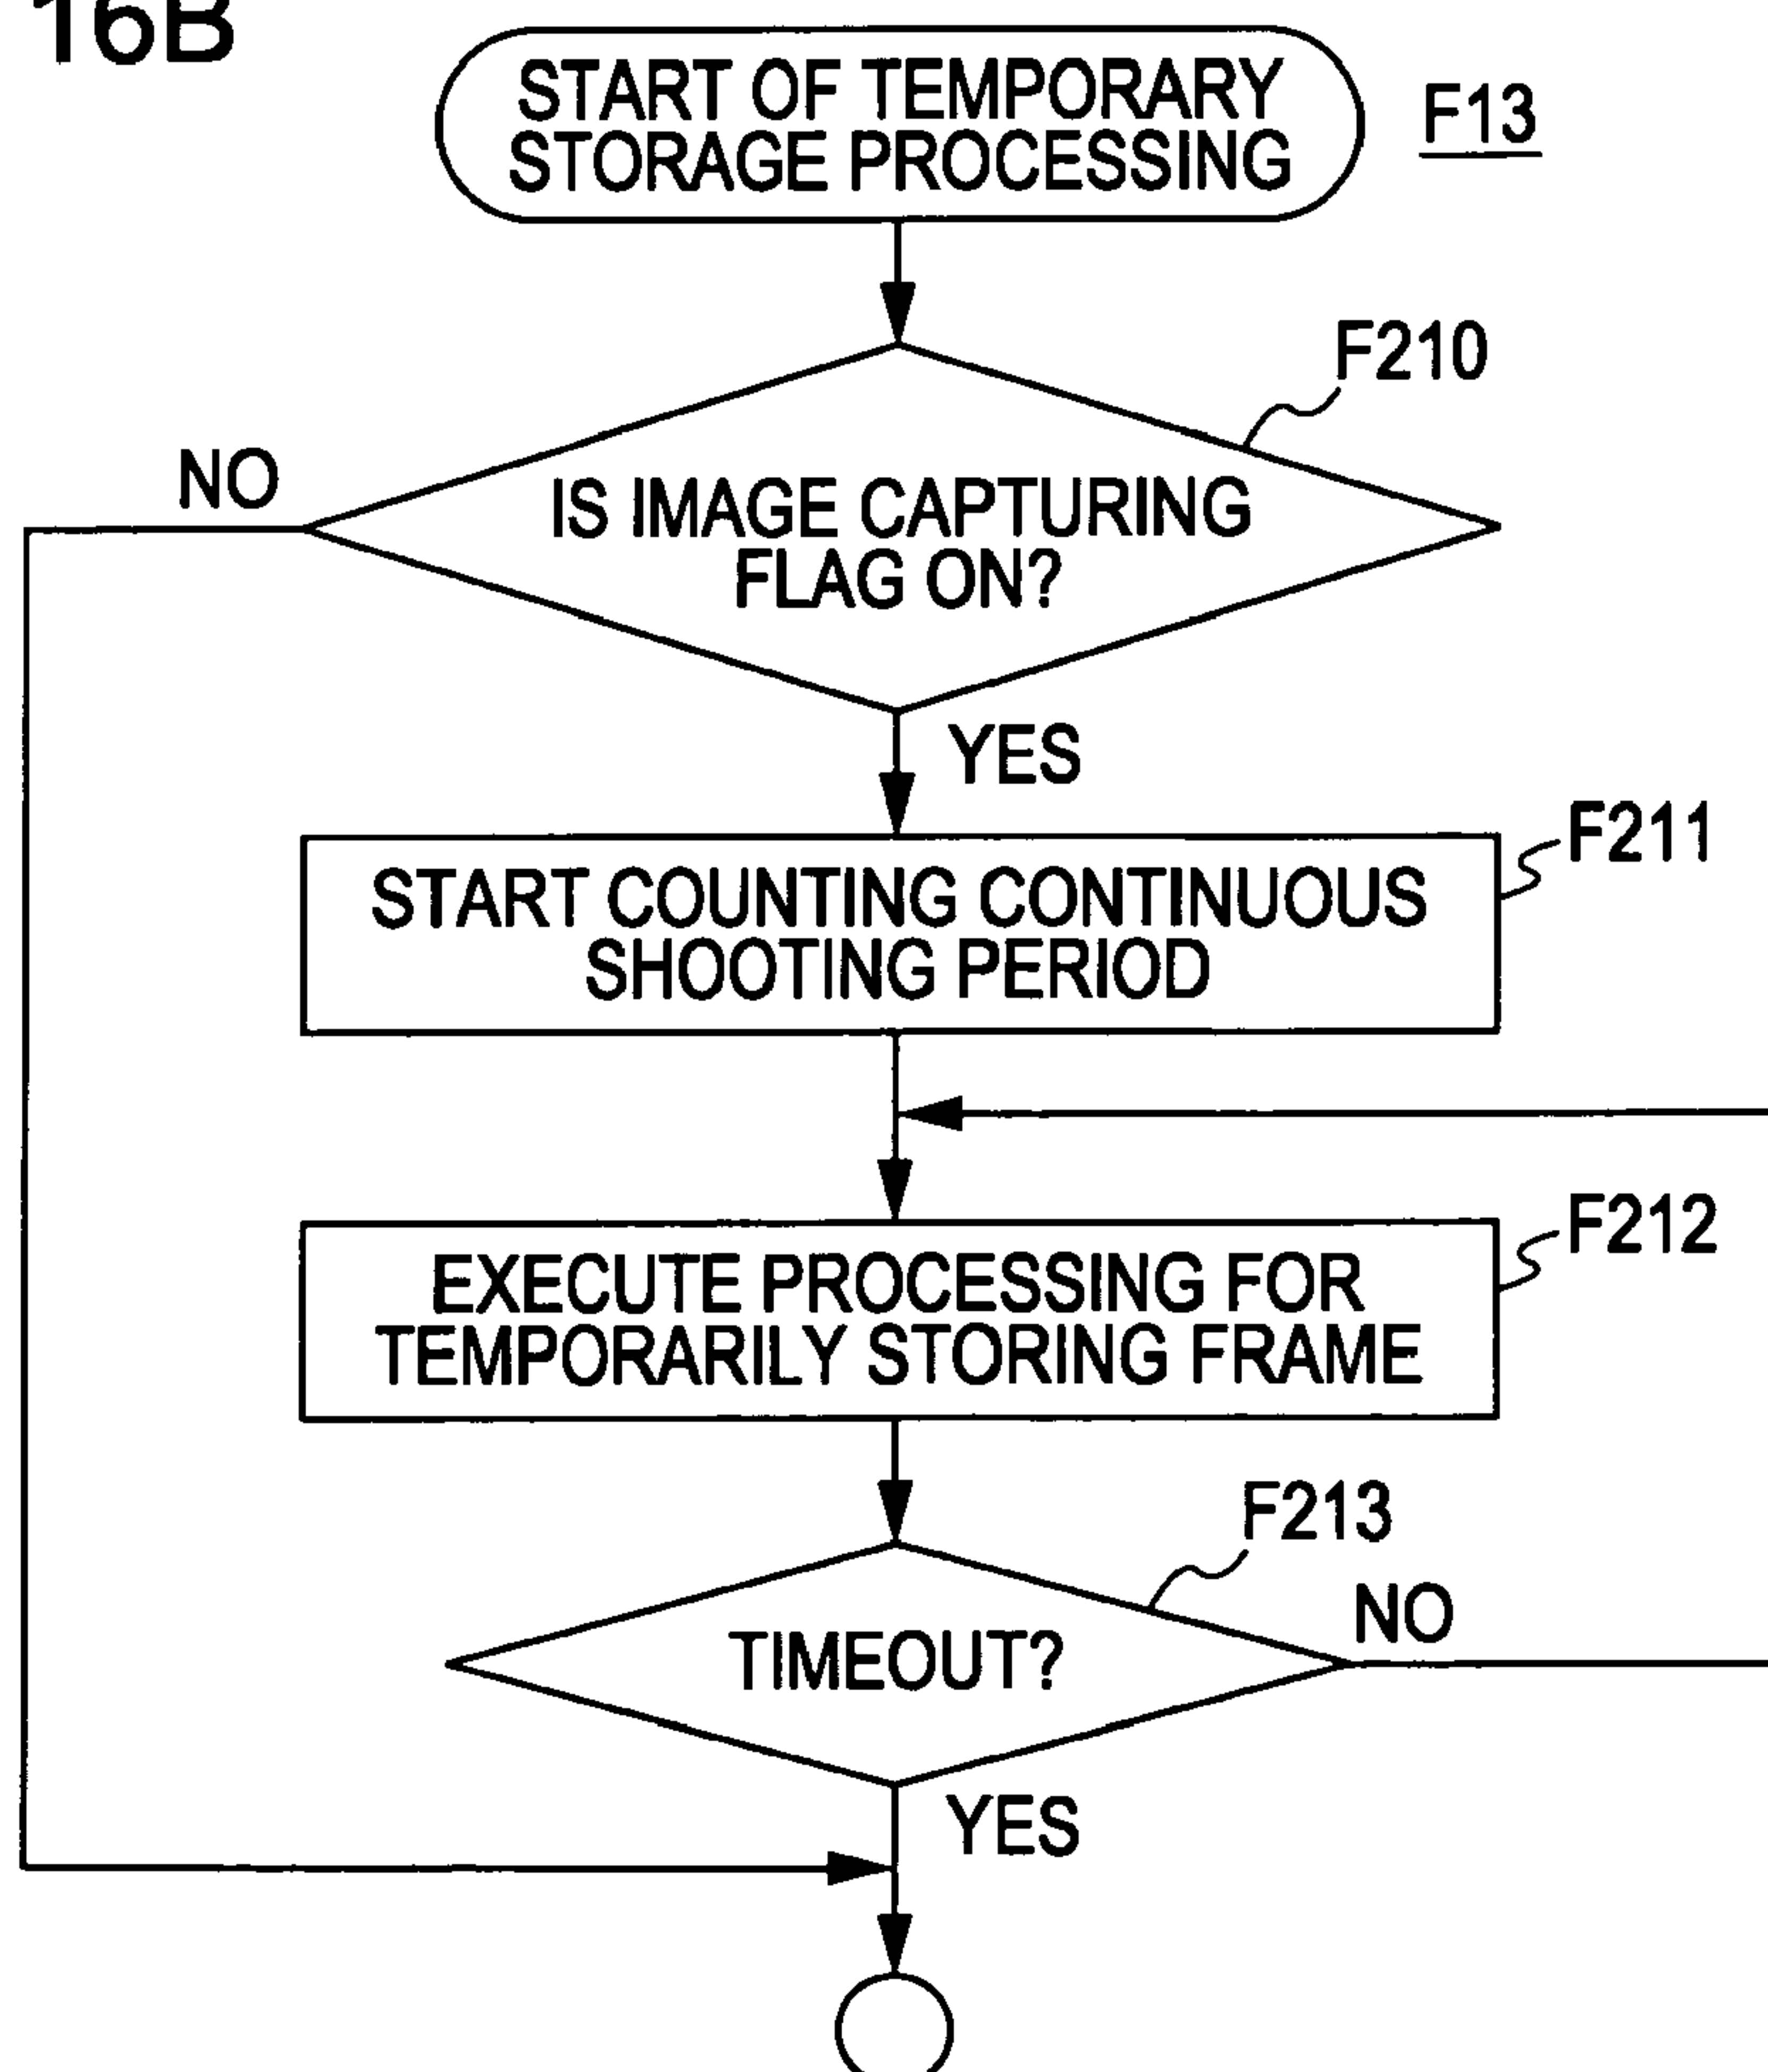 16B
START OF TEMPORARY
STORAGE PROCESSING
F13
F210
NO
IS IMAGE CAPTURING
FLAG ON?
YES
F211
START COUNTING CONTINUOUS
SHOOTING PERIOD
F212
EXECUTE PROCESSING FOR
TEMPORARILY STORING FRAME
F213
NO
TIMEOUT?
YES